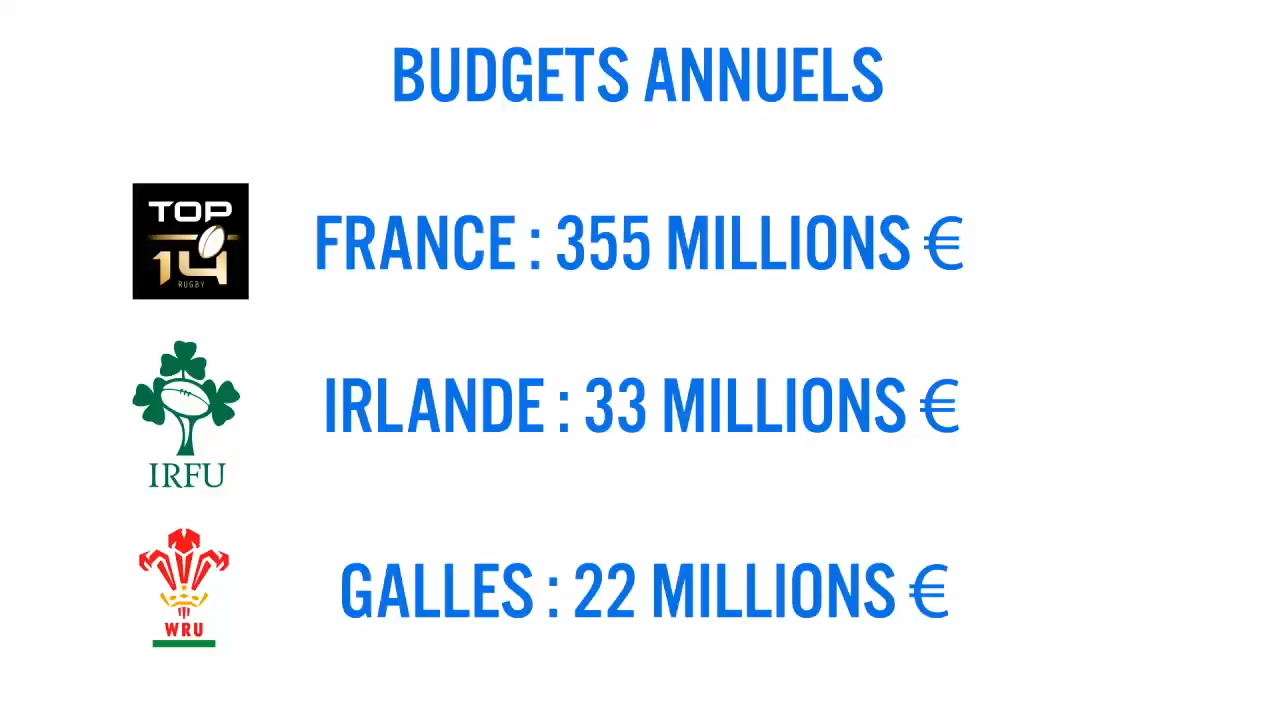 BUDGETS ANNUELS
TOP
14
RUGBY
FRANCE : 355 MILLIONS €
IRFU
IRLANDE : 33 MILLIONS €
WRU
GALLES : 22 MILLIONS €